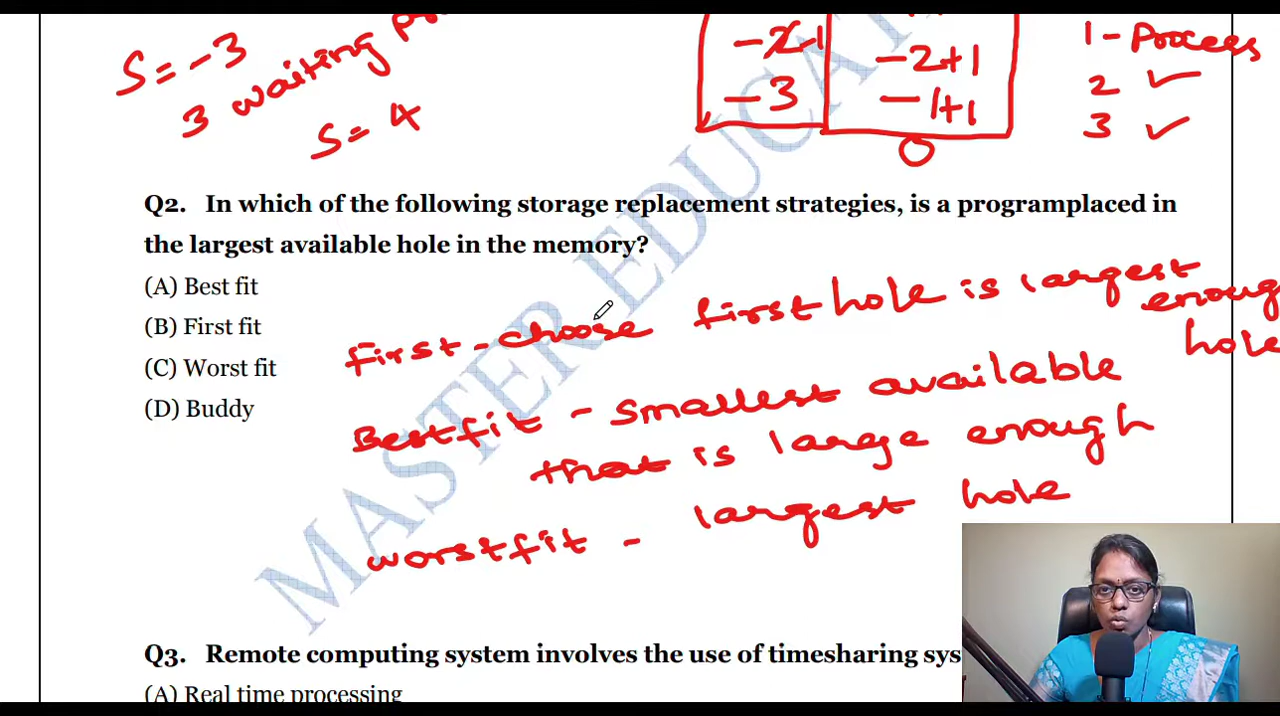 S = -3
3 waiting
S = 4
-2-1
-3
-2+1
-1+1
0
1 - Process
2 ✓
3 ✓
Q2. In which of the following storage replacement strategies, is a programplaced in
the largest available hole in the memory?
(A) Best fit
(B) First fit
(C) Worst fit
(D) Buddy
First - choose first hole is largest
enough
hole
Bestfit - smallest available
that is large enough
worstfit - largest hole
MASTER EDUCAT
Q3. Remote computing system involves the use of timesharing sys
(A) Real time processing